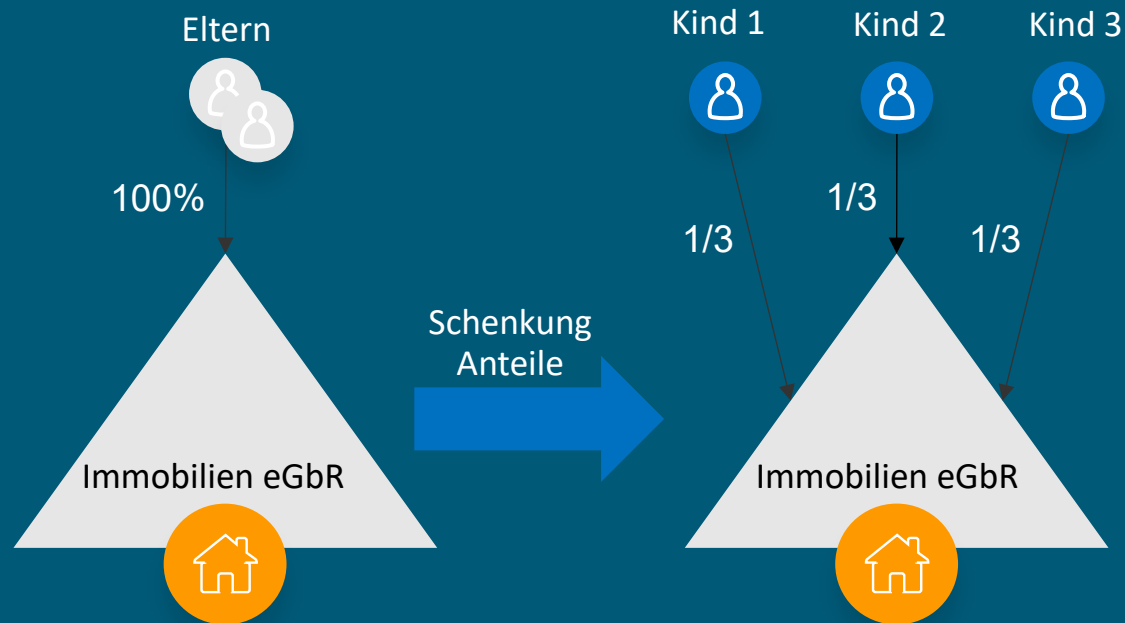 Eltern
100%
Immobilien eGbR
Schenkung
Anteile
Kind 1
Kind 2
Kind 3
1/3
1/3
1/3
Immobilien eGbR